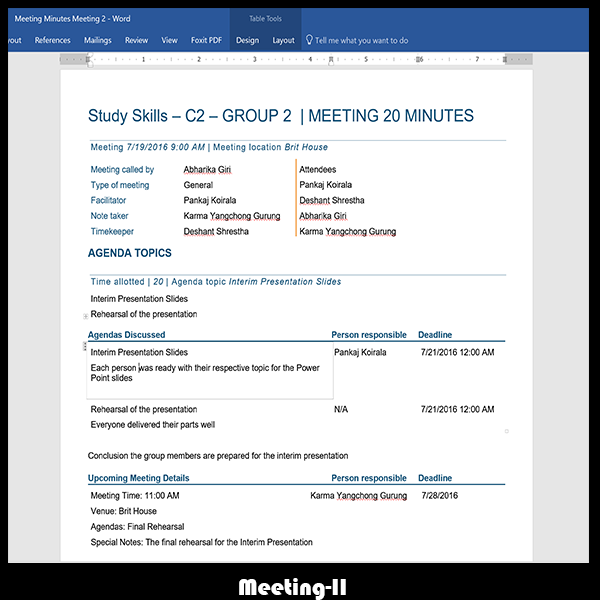 Meeting Minutes Meeting 2 - Word
Table Tools
yout References Mailings Review View Foxit PDF Design Layout Tell me what you want to do
1 2 3 4 5 6 7
Study Skills – C2 – GROUP 2 | MEETING 20 MINUTES
Meeting 7/19/2016 9:00 AM | Meeting location Brit House
Meeting called by Abharika Giri Attendees
Type of meeting General Pankaj Koirala
Facilitator Pankaj Koirala Deshant Shrestha
Note taker Karma Yangchong Gurung Abharika Giri
Timekeeper Deshant Shrestha Karma Yangchong Gurung
AGENDA TOPICS
Time allotted | 20 | Agenda topic Interim Presentation Slides
Interim Presentation Slides
Rehearsal of the presentation
Agendas Discussed Person responsible Deadline
Interim Presentation Slides Pankaj Koirala 7/21/2016 12:00 AM
Each person was ready with their respective topic for the Power
Point slides
Rehearsal of the presentation N/A 7/21/2016 12:00 AM
Everyone delivered their parts well
Conclusion the group members are prepared for the interim presentation
Upcoming Meeting Details Person responsible Deadline
Meeting Time: 11:00 AM Karma Yangchong Gurung 7/28/2016
Venue: Brit House
Agendas: Final Rehearsal
Special Notes: The final rehearsal for the Interim Presentation
Meeting-II